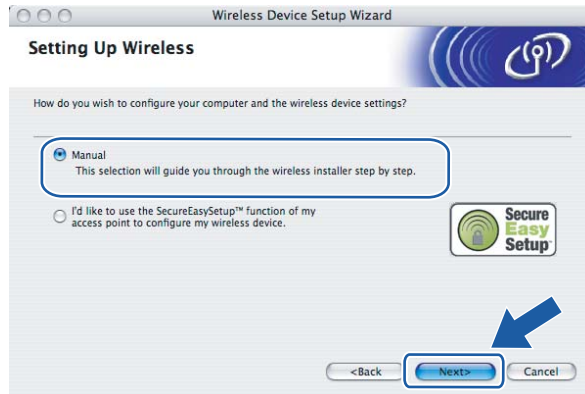 Wireless Device Setup Wizard
Setting Up Wireless
How do you wish to configure your computer and the wireless device settings?
Manual
This selection will guide you through the wireless installer step by step.
I'd like to use the SecureEasySetup™ function of my
access point to configure my wireless device.
Secure
Easy
Setup™
<Back
Next>
Cancel